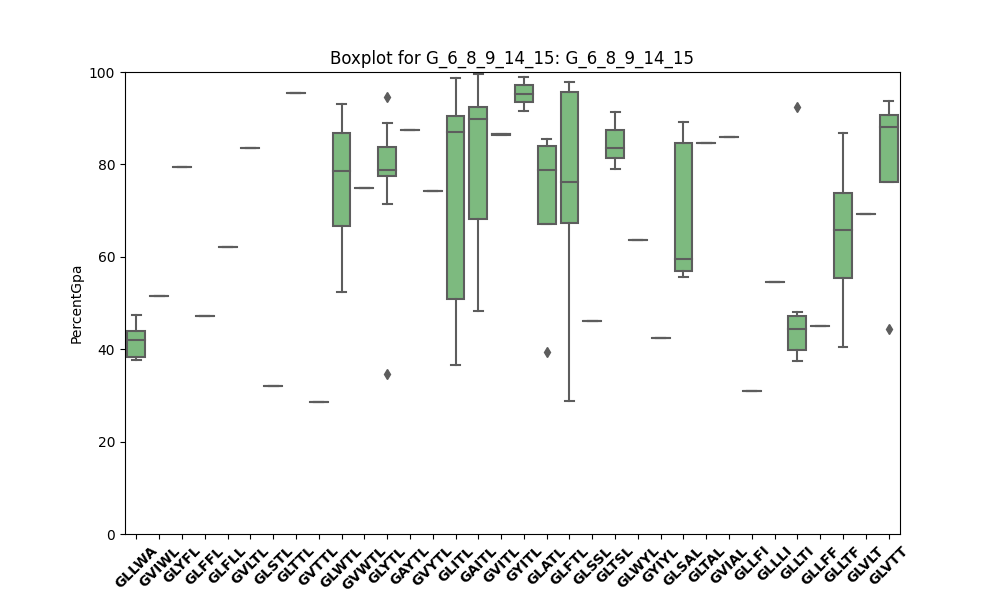 Boxplot for G_6_8_9_14_15: G_6_8_9_14_15
PercentGpa
100
80
60
40
20
0
GLLWA
GVIWL
GLYFL
GLFFL
GLFLL
GVLTL
GLSTL
GLTTL
GVTTL
GLWTL
GVWTL
GLYTL
GAYTL
GVYTL
GLITL
GAITL
GVITL
GYITL
GLATL
GLFTL
GLSSL
GLTSL
GLWYL
GYIYL
GLSAL
GLTAL
GVIAL
GLLFI
GLLLI
GLLTI
GLLFF
GLLTF
GLVLT
GLVTT